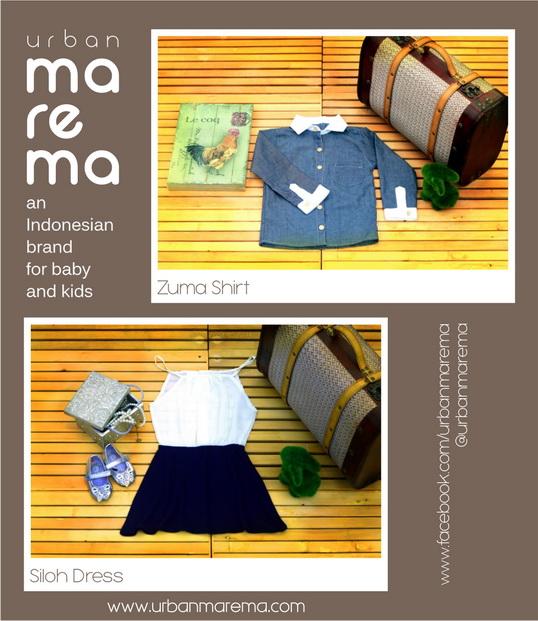 urban
ma
re
ma
an
Indonesian
brand
for baby
and kids
Le coq
Zuma Shirt
Siloh Dress
www.facebook.com/urbanmarema
@urbanmarema
www.urbanmarema.com